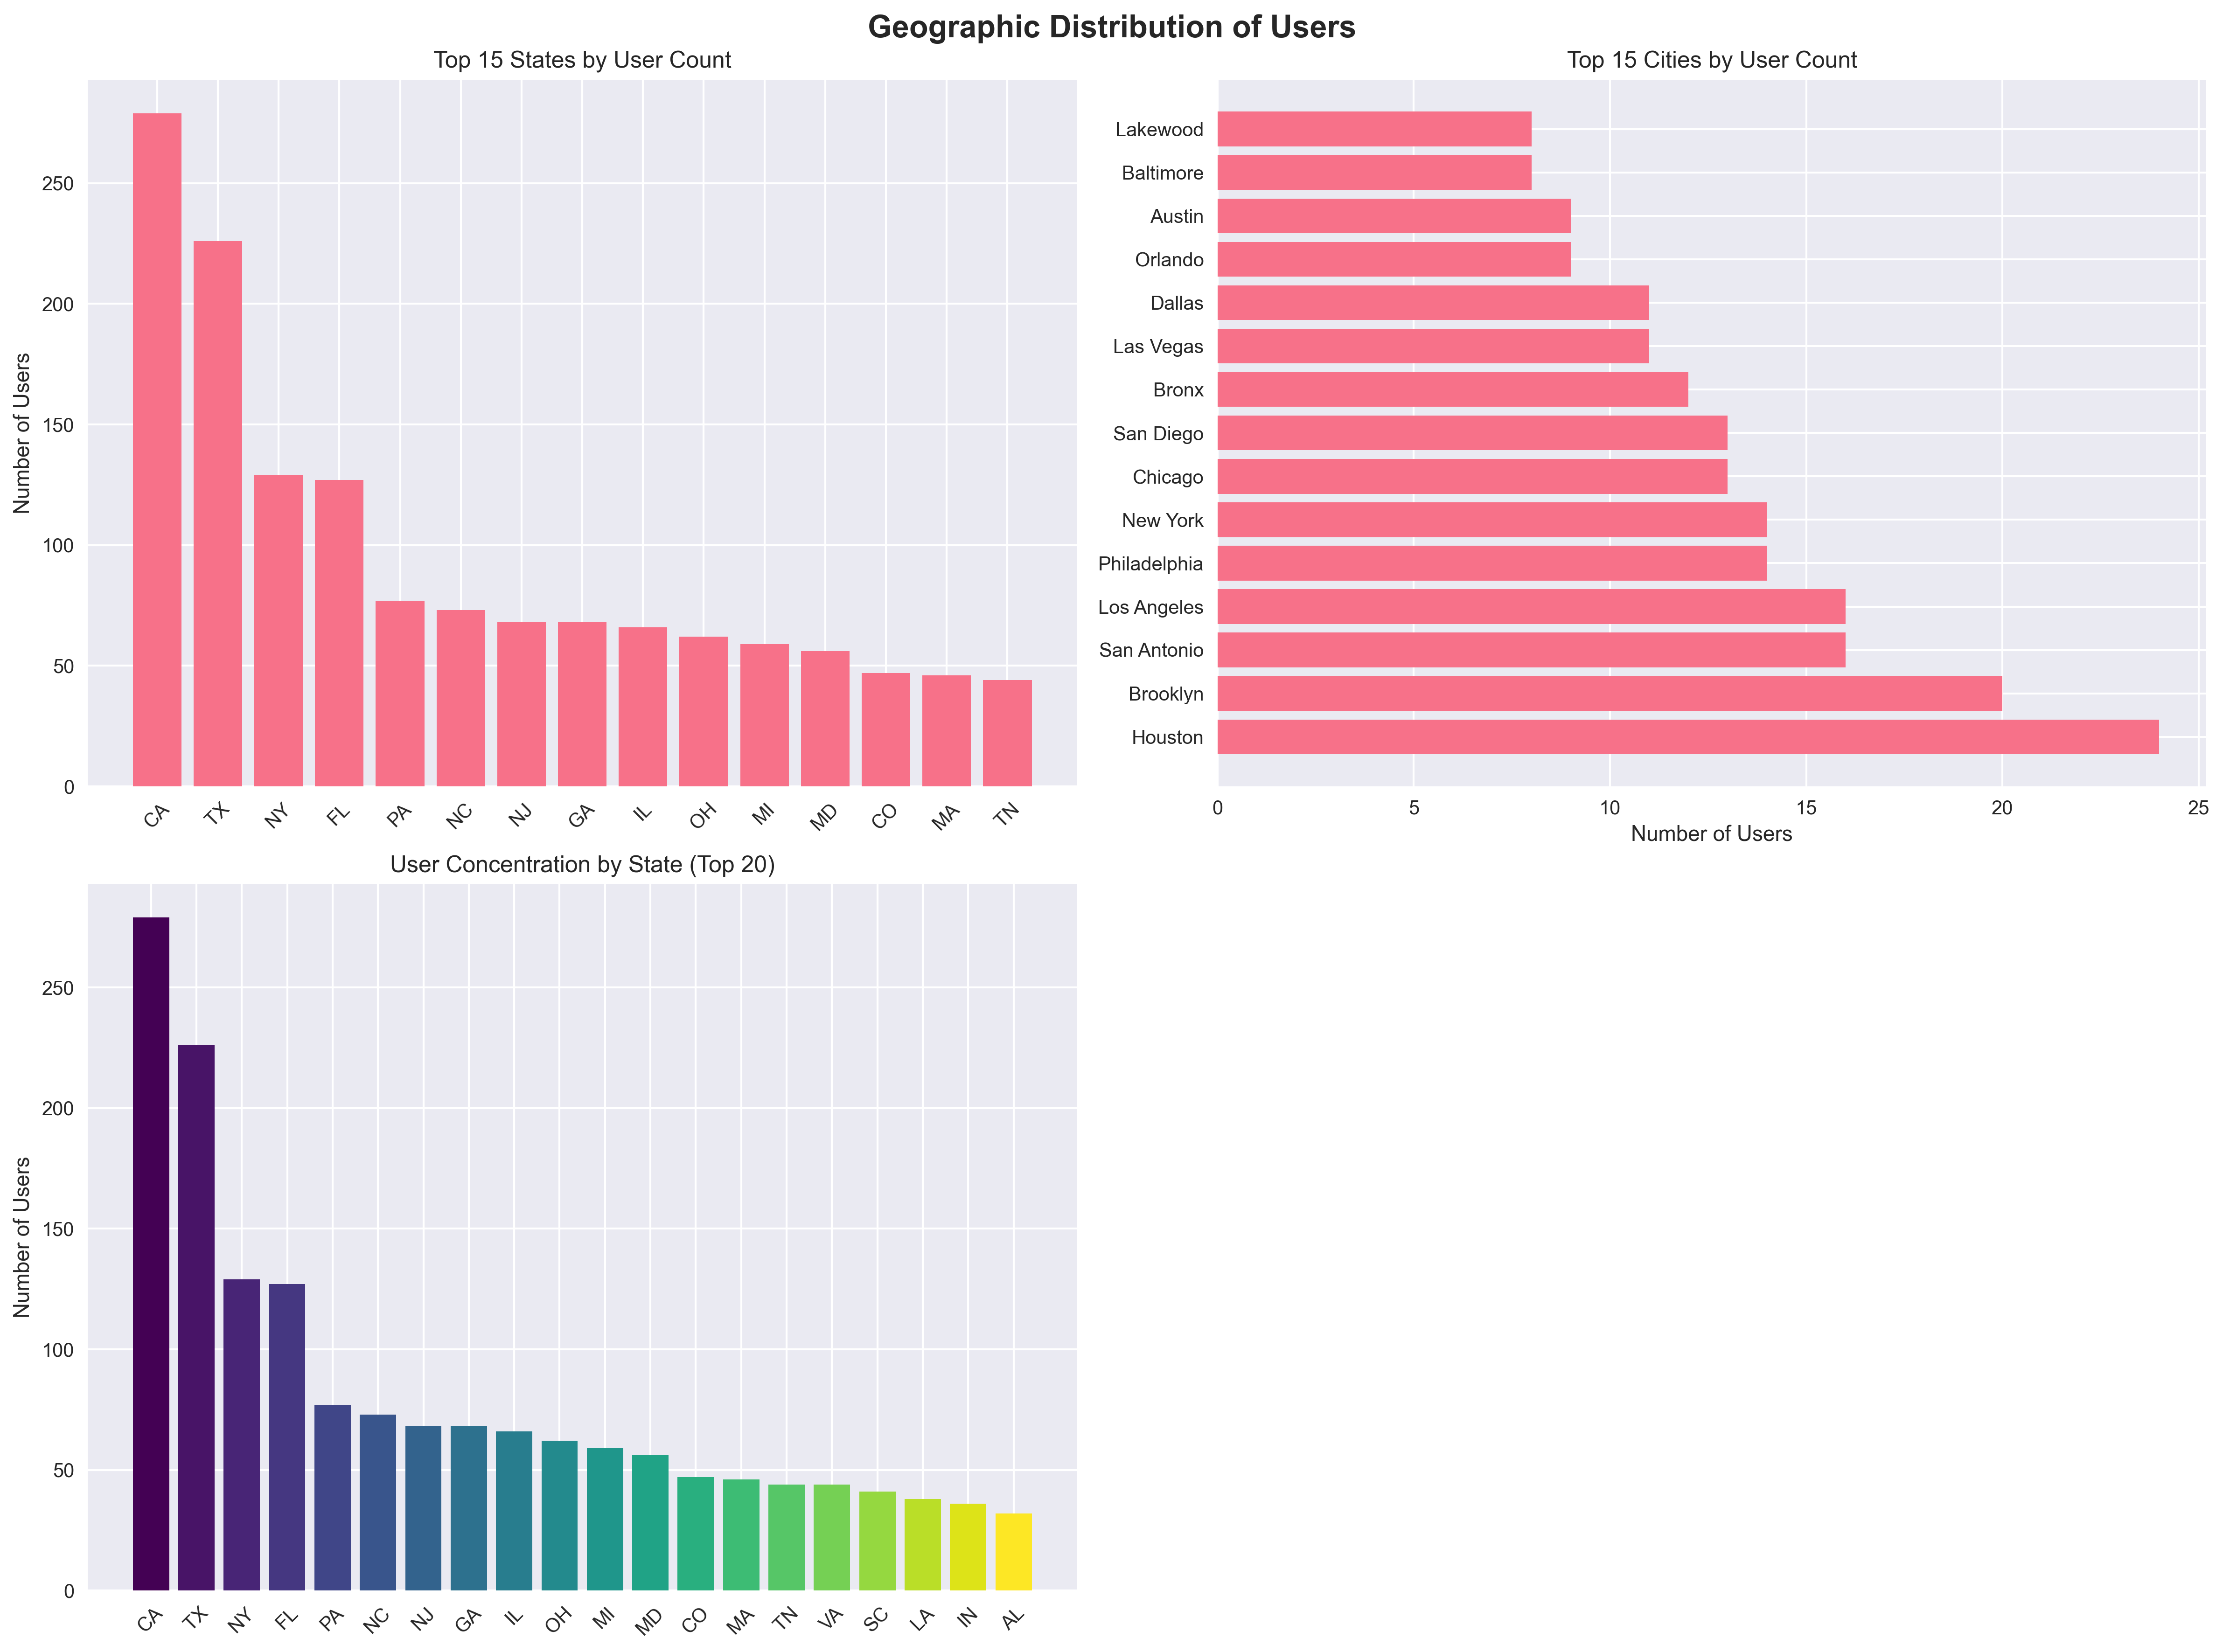 Geographic Distribution of Users
Top 15 States by User Count
Number of Users
250
200
150
100
50
0
CA TX NY FL PA NC NJ GA IL OH MI MD CO MA TN
Top 15 Cities by User Count
Lakewood
Baltimore
Austin
Orlando
Dallas
Las Vegas
Bronx
San Diego
Chicago
New York
Philadelphia
Los Angeles
San Antonio
Brooklyn
Houston
0 5 10 15 20 25
Number of Users
User Concentration by State (Top 20)
Number of Users
250
200
150
100
50
0
CA TX NY FL PA NC NJ GA IL OH MI MD CO MA TN VA SC LA IN AL